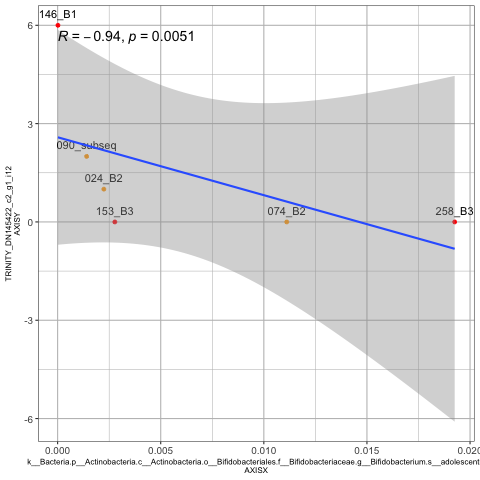 146_B1
R = −0.94, p = 0.0051
090_subseq
024_B2
153_B3
074_B2
258_B3
6
3
0
-3
-6
TRINITY_DN145422_c2_g1_i12
AXISY
0.000 0.005 0.010 0.015 0.020
k__Bacteria.p__Actinobacteria.c__Actinobacteria.o__Bifidobacteriales.f__Bifidobacteriaceae.g__Bifidobacterium.s__adolescent
AXISX